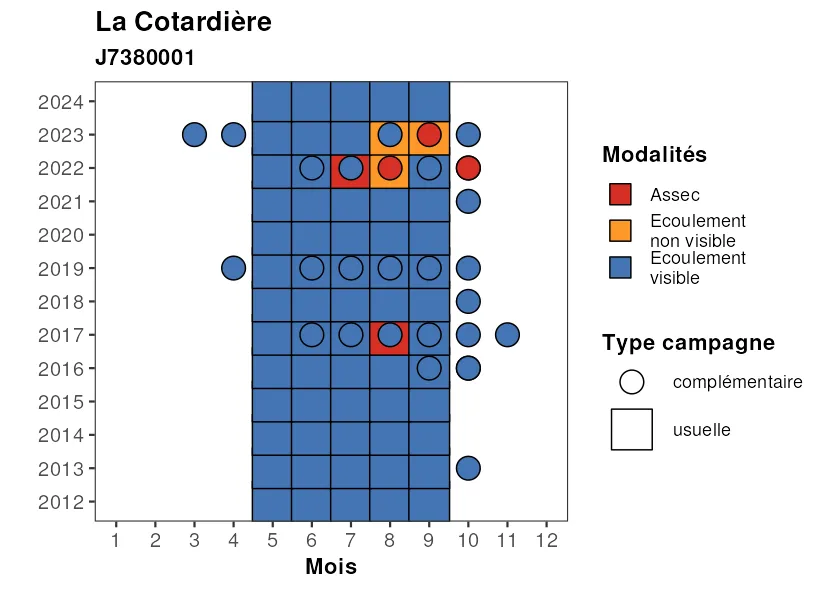 La Cotardière
J7380001
2024
2023
2022
2021
2020
2019
2018
2017
2016
2015
2014
2013
2012
1 2 3 4 5 6 7 8 9 10 11 12
Mois
Modalités
Assec
Ecoulement
non visible
Ecoulement
visible
Type campagne
complémentaire
usuelle